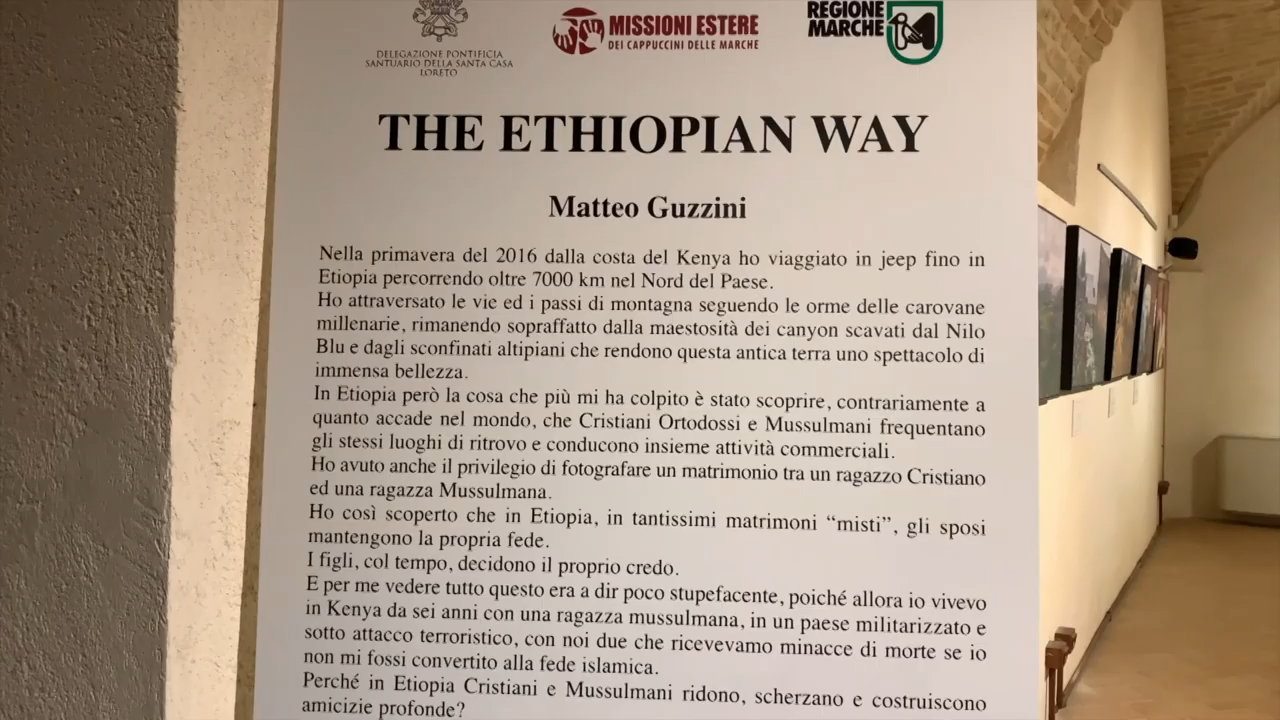 DELEGAZIONE PONTIFICIA
SANTUARIO DELLA SANTA CASA
LORETO
MISSIONI ESTERE
DEI CAPPUCCINI DELLE MARCHE
REGIONE
MARCHE
THE ETHIOPIAN WAY
Matteo Guzzini
Nella primavera del 2016 dalla costa del Kenya ho viaggiato in jeep fino in
Etiopia percorrendo oltre 7000 km nel Nord del Paese.
Ho attraversato le vie ed i passi di montagna seguendo le orme delle carovane
millenarie, rimanendo sopraffatto dalla maestosità dei canyon scavati dal Nilo
Blu e dagli sconfinati altipiani che rendono questa antica terra uno spettacolo di
immensa bellezza.
In Etiopia però la cosa che più mi ha colpito è stato scoprire, contrariamente a
quanto accade nel mondo, che Cristiani Ortodossi e Mussulmani frequentano
gli stessi luoghi di ritrovo e conducono insieme attività commerciali.
Ho avuto anche il privilegio di fotografare un matrimonio tra un ragazzo Cristiano
ed una ragazza Mussulmana.
Ho così scoperto che in Etiopia, in tantissimi matrimoni “misti”, gli sposi
mantengono la propria fede.
I figli, col tempo, decidono il proprio credo.
E per me vedere tutto questo era a dir poco stupefacente, poiché allora io vivevo
in Kenya da sei anni con una ragazza mussulmana, in un paese militarizzato e
sotto attacco terroristico, con noi due che ricevevamo minacce di morte se io
non mi fossi convertito alla fede islamica.
Perché in Etiopia Cristiani e Mussulmani ridono, scherzano e costruiscono
amicizie profonde?